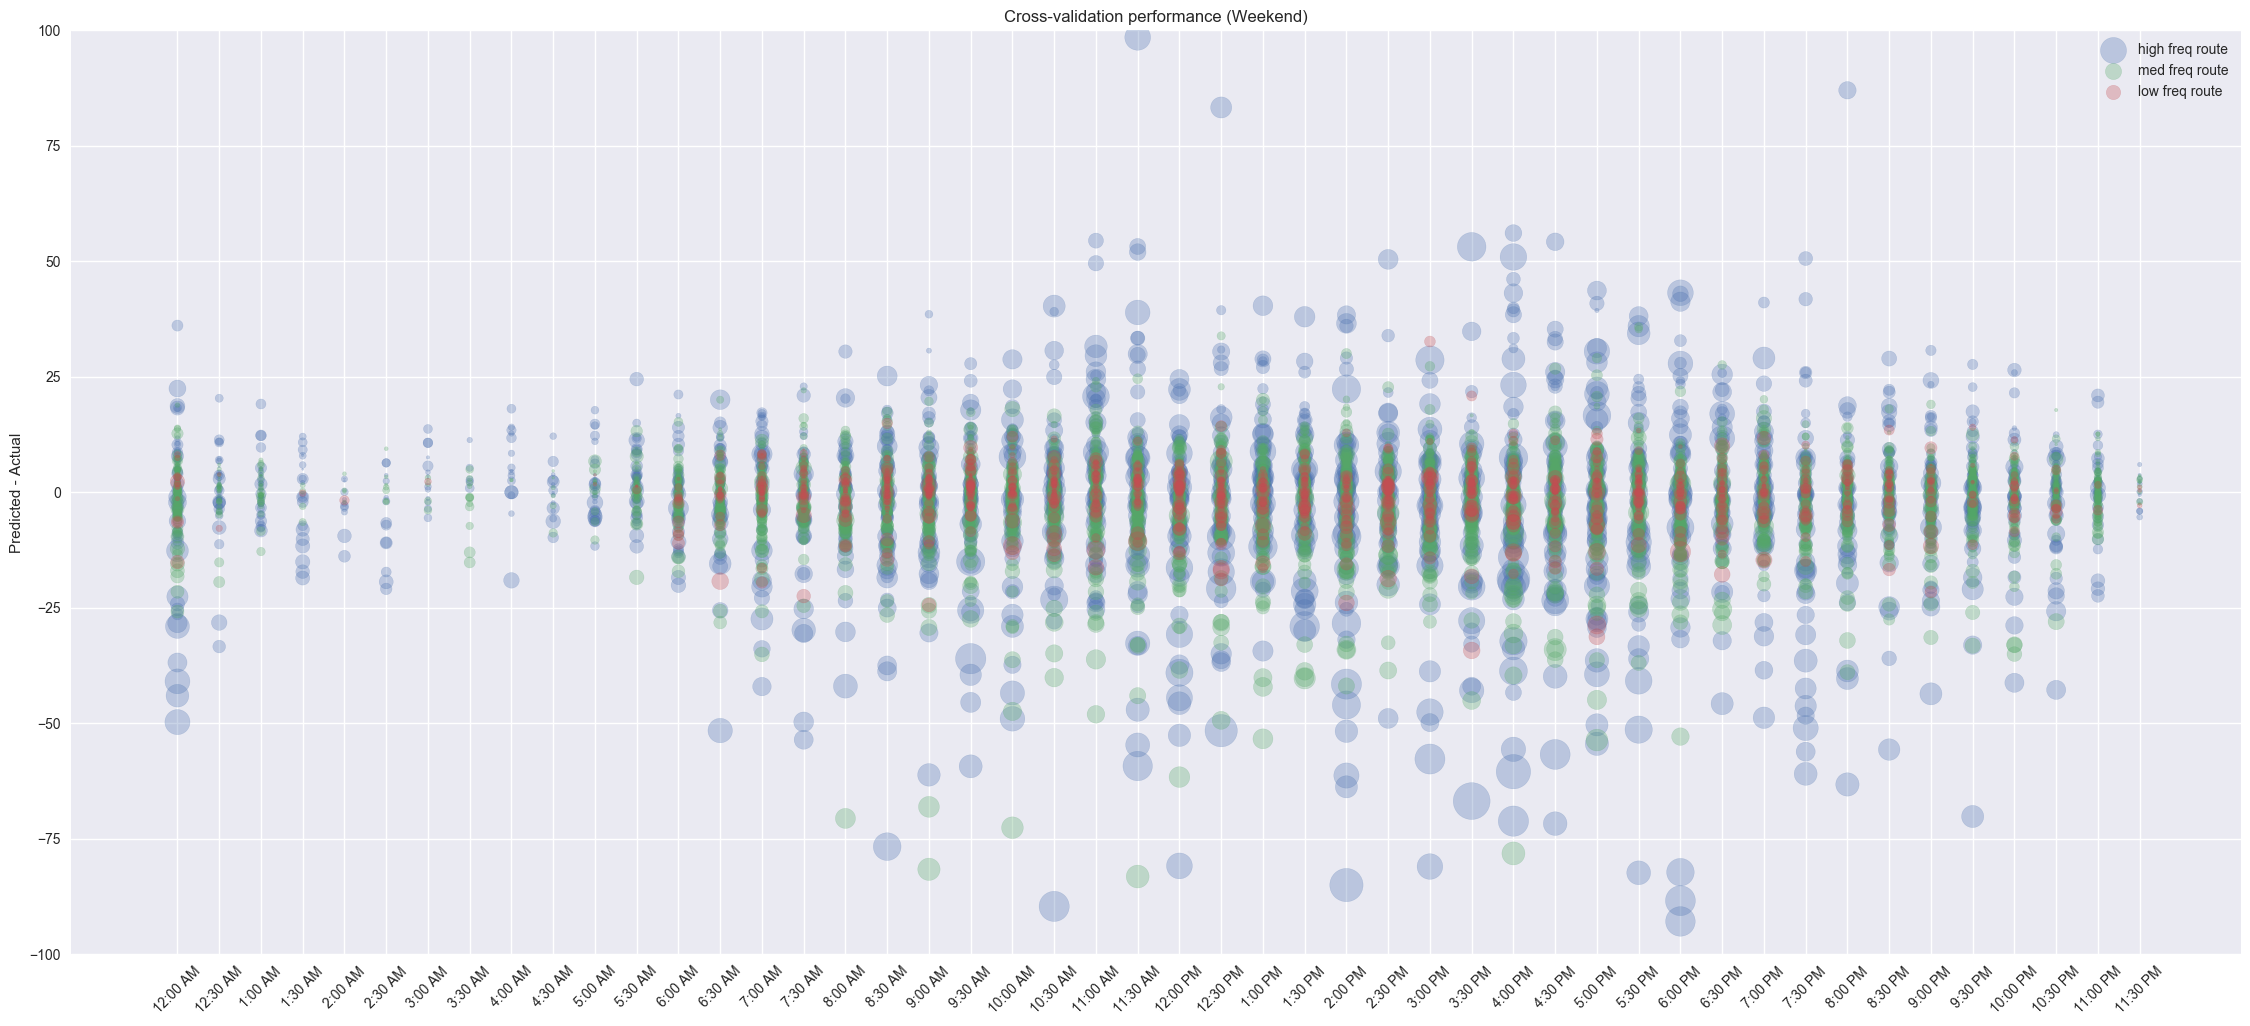 Cross-validation performance (Weekend)
high freq route
med freq route
low freq route
Predicted - Actual
100
75
50
25
0
−25
−50
−75
−100
12:00 AM
12:30 AM
1:00 AM
1:30 AM
2:00 AM
2:30 AM
3:00 AM
3:30 AM
4:00 AM
4:30 AM
5:00 AM
5:30 AM
6:00 AM
6:30 AM
7:00 AM
7:30 AM
8:00 AM
8:30 AM
9:00 AM
9:30 AM
10:00 AM
10:30 AM
11:00 AM
11:30 AM
12:00 PM
12:30 PM
1:00 PM
1:30 PM
2:00 PM
2:30 PM
3:00 PM
3:30 PM
4:00 PM
4:30 PM
5:00 PM
5:30 PM
6:00 PM
6:30 PM
7:00 PM
7:30 PM
8:00 PM
8:30 PM
9:00 PM
9:30 PM
10:00 PM
10:30 PM
11:00 PM
11:30 PM